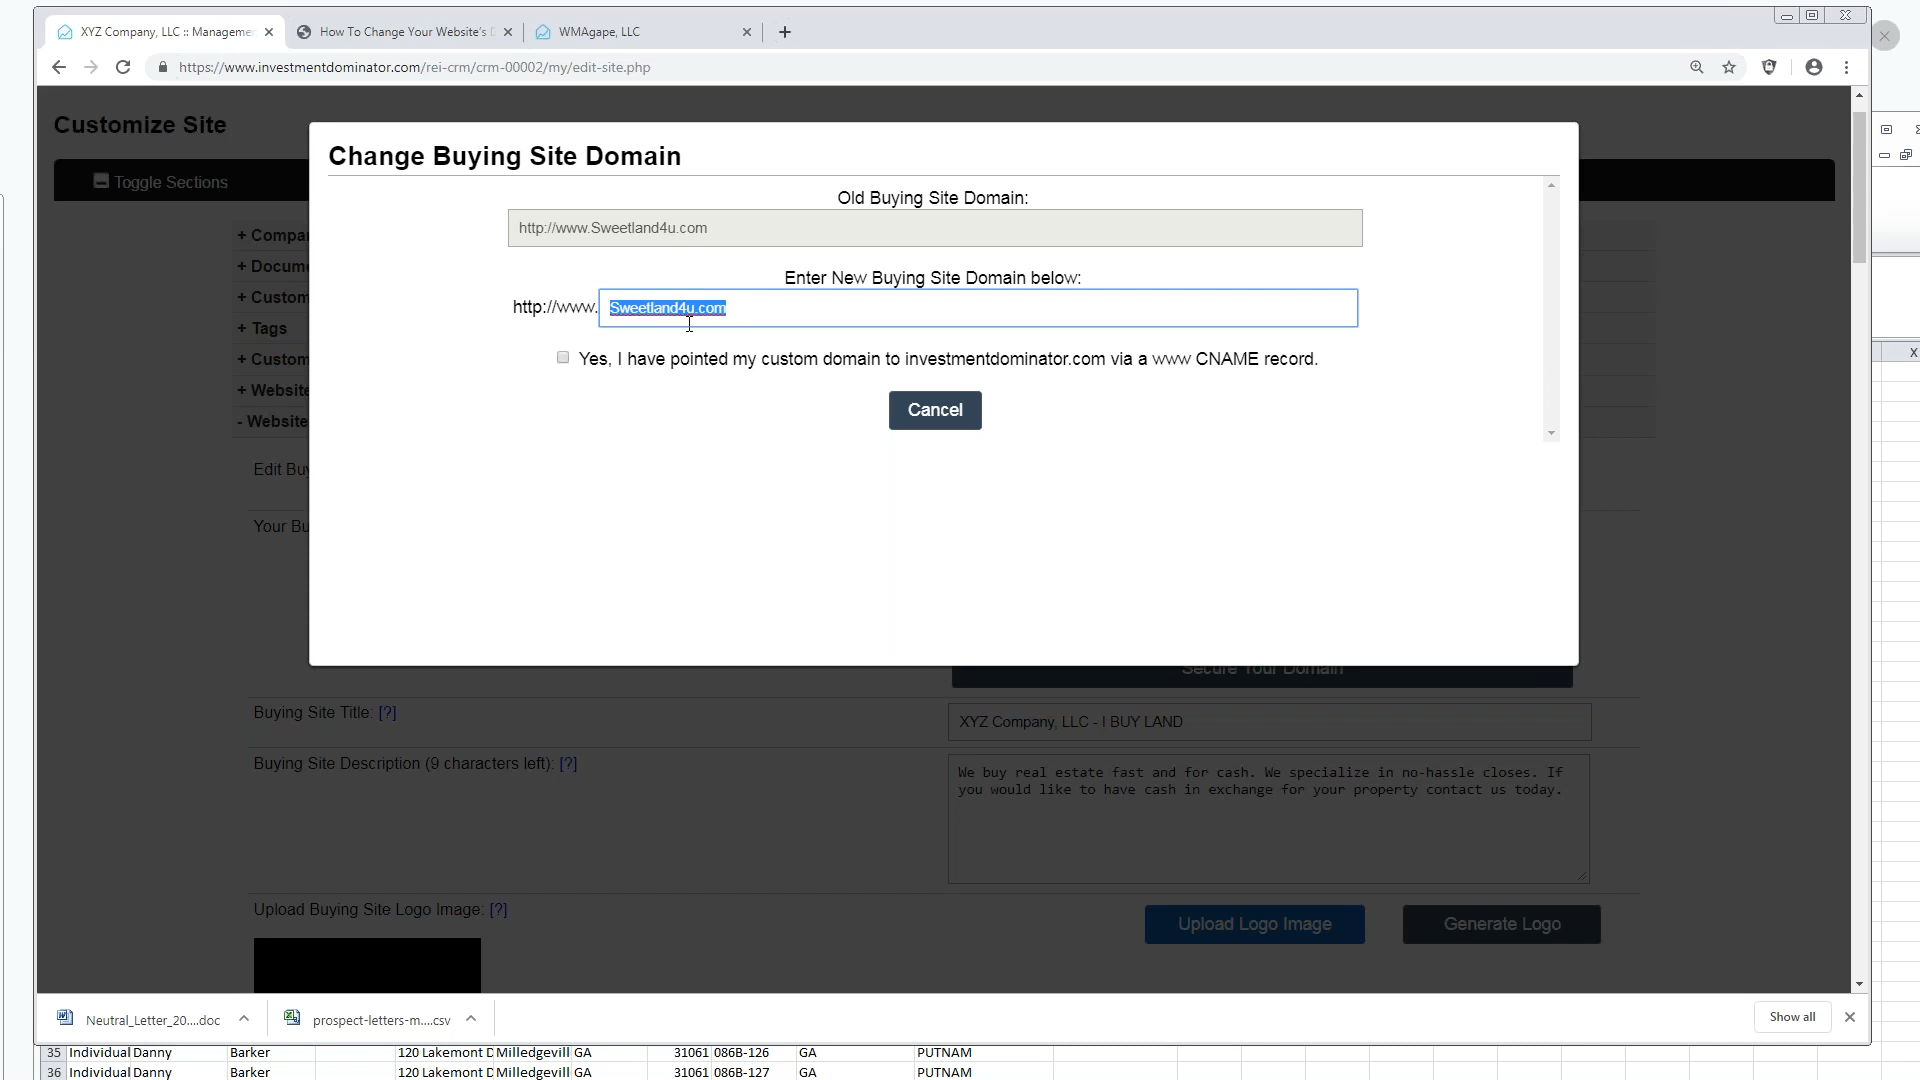 XYZ Company, LLC :: Manageme
How To Change Your Website's
WMAgape, LLC
https://www.investmentdominator.com/rei-crm/crm-00002/my/edit-site.php
Customize Site
Toggle Sections
Change Buying Site Domain
Old Buying Site Domain:
http://www.Sweetland4u.com
Enter New Buying Site Domain below:
http://www. Sweetland4u.com
Yes, I have pointed my custom domain to investmentdominator.com via a www CNAME record.
Cancel
+ Compa
+ Docume
+ Custom
+ Tags
+ Custom
+ Website
- Website
Edit Buy
Your Bu
Secure Your Domain
Buying Site Title: [?]
XYZ Company, LLC - I BUY LAND
Buying Site Description (9 characters left): [?]
We buy real estate fast and for cash. We specialize in no-hassle closes. If
you would like to have cash in exchange for your property contact us today.
Upload Buying Site Logo Image: [?]
Upload Logo Image
Generate Logo
Neutral_Letter_20....doc
prospect-letters-m....csv
Show all
X
35 Individual Danny Barker 120 Lakemont D Milledgevill GA 31061 086B-126 GA PUTNAM
36 Individual Danny Barker 120 Lakemont D Milledgevill GA 31061 086B-127 GA PUTNAM